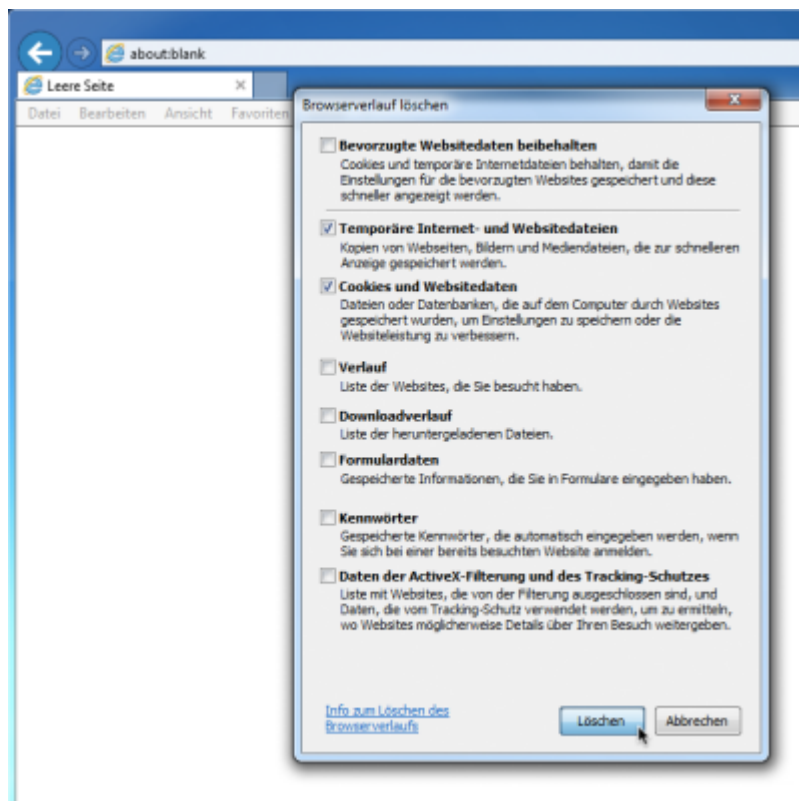 about:blank
Leere Seite
Datei Bearbeiten Ansicht Favoriten
Browserverlauf löschen
Bevorzugte Websitedaten beibehalten
Cookies und temporäre Internetdateien behalten, damit die
Einstellungen für die bevorzugten Websites gespeichert und diese
schneller angezeigt werden.
Temporäre Internet- und Websitedateien
Kopien von Webseiten, Bildern und Mediendateien, die zur schnelleren
Anzeige gespeichert werden.
Cookies und Websitedaten
Dateien oder Datenbanken, die auf dem Computer durch Websites
gespeichert wurden, um Einstellungen zu speichern oder die
Websiteleistung zu verbessern.
Verlauf
Liste der Websites, die Sie besucht haben.
Downloadverlauf
Liste der heruntergeladenen Dateien.
Formulardaten
Gespeicherte Informationen, die Sie in Formulare eingegeben haben.
Kennwörter
Gespeicherte Kennwörter, die automatisch eingegeben werden, wenn
Sie sich bei einer bereits besuchten Website anmelden.
Daten der ActiveX-Filterung und des Tracking-Schutzes
Liste mit Websites, die von der Filterung ausgeschlossen sind, und
Daten, die vom Tracking-Schutz verwendet werden, um zu ermitteln,
wo Websites möglicherweise Details über Ihren Besuch weitergeben.
Info zum Löschen des
Browserverlaufs
Löschen Abbrechen